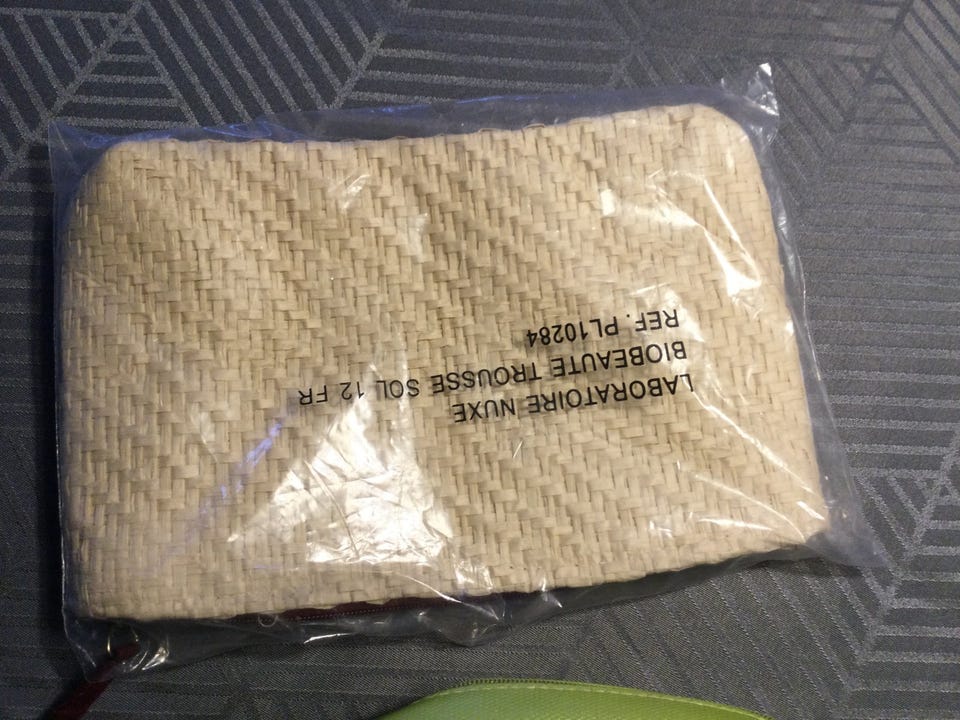 LABORATOIRE NUXE
BIOBEAUTE TROUSSE SOL 12 FR
REF. PL10284